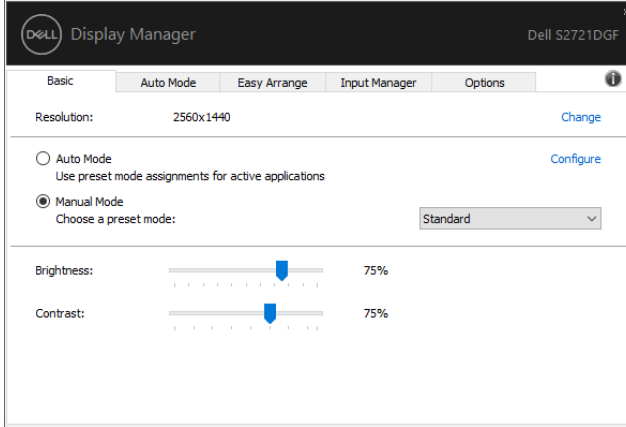 DELL Display Manager
Dell S2721DGF
Basic Auto Mode Easy Arrange Input Manager Options
Resolution: 2560x1440 Change
Auto Mode Configure
Use preset mode assignments for active applications
Manual Mode
Choose a preset mode: Standard
Brightness: 75%
Contrast: 75%